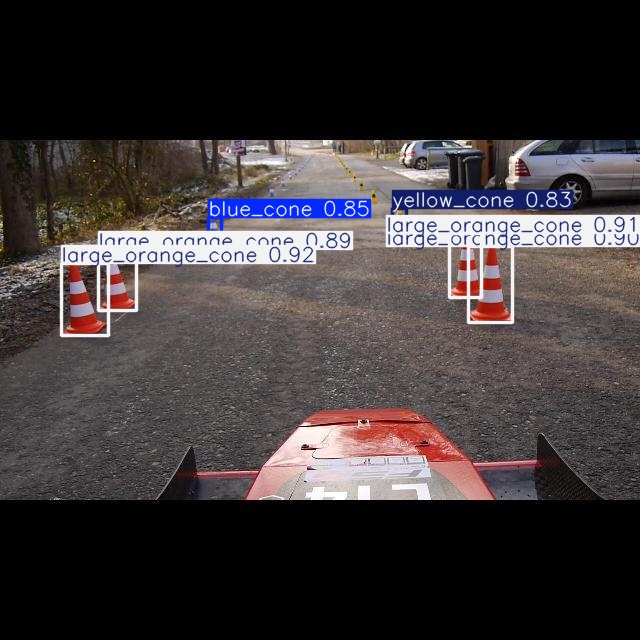 blue_cone 0.85
yellow_cone 0.83
large_orange_cone 0.91
large_orange_cone 0.90
large_orange_cone 0.89
large_orange_cone 0.92